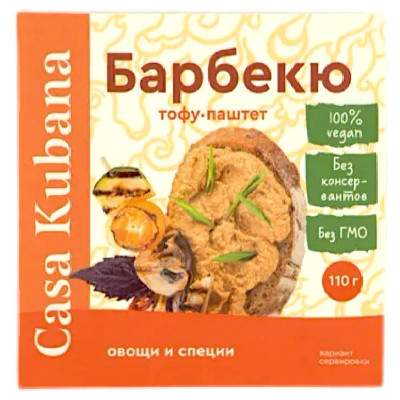 Casa Kubana
Барбекю
тофу·паштет
100%
vegan
Без
консер-
вантов
Без ГМО
110 г
овощи и специи
вариант
сервировки